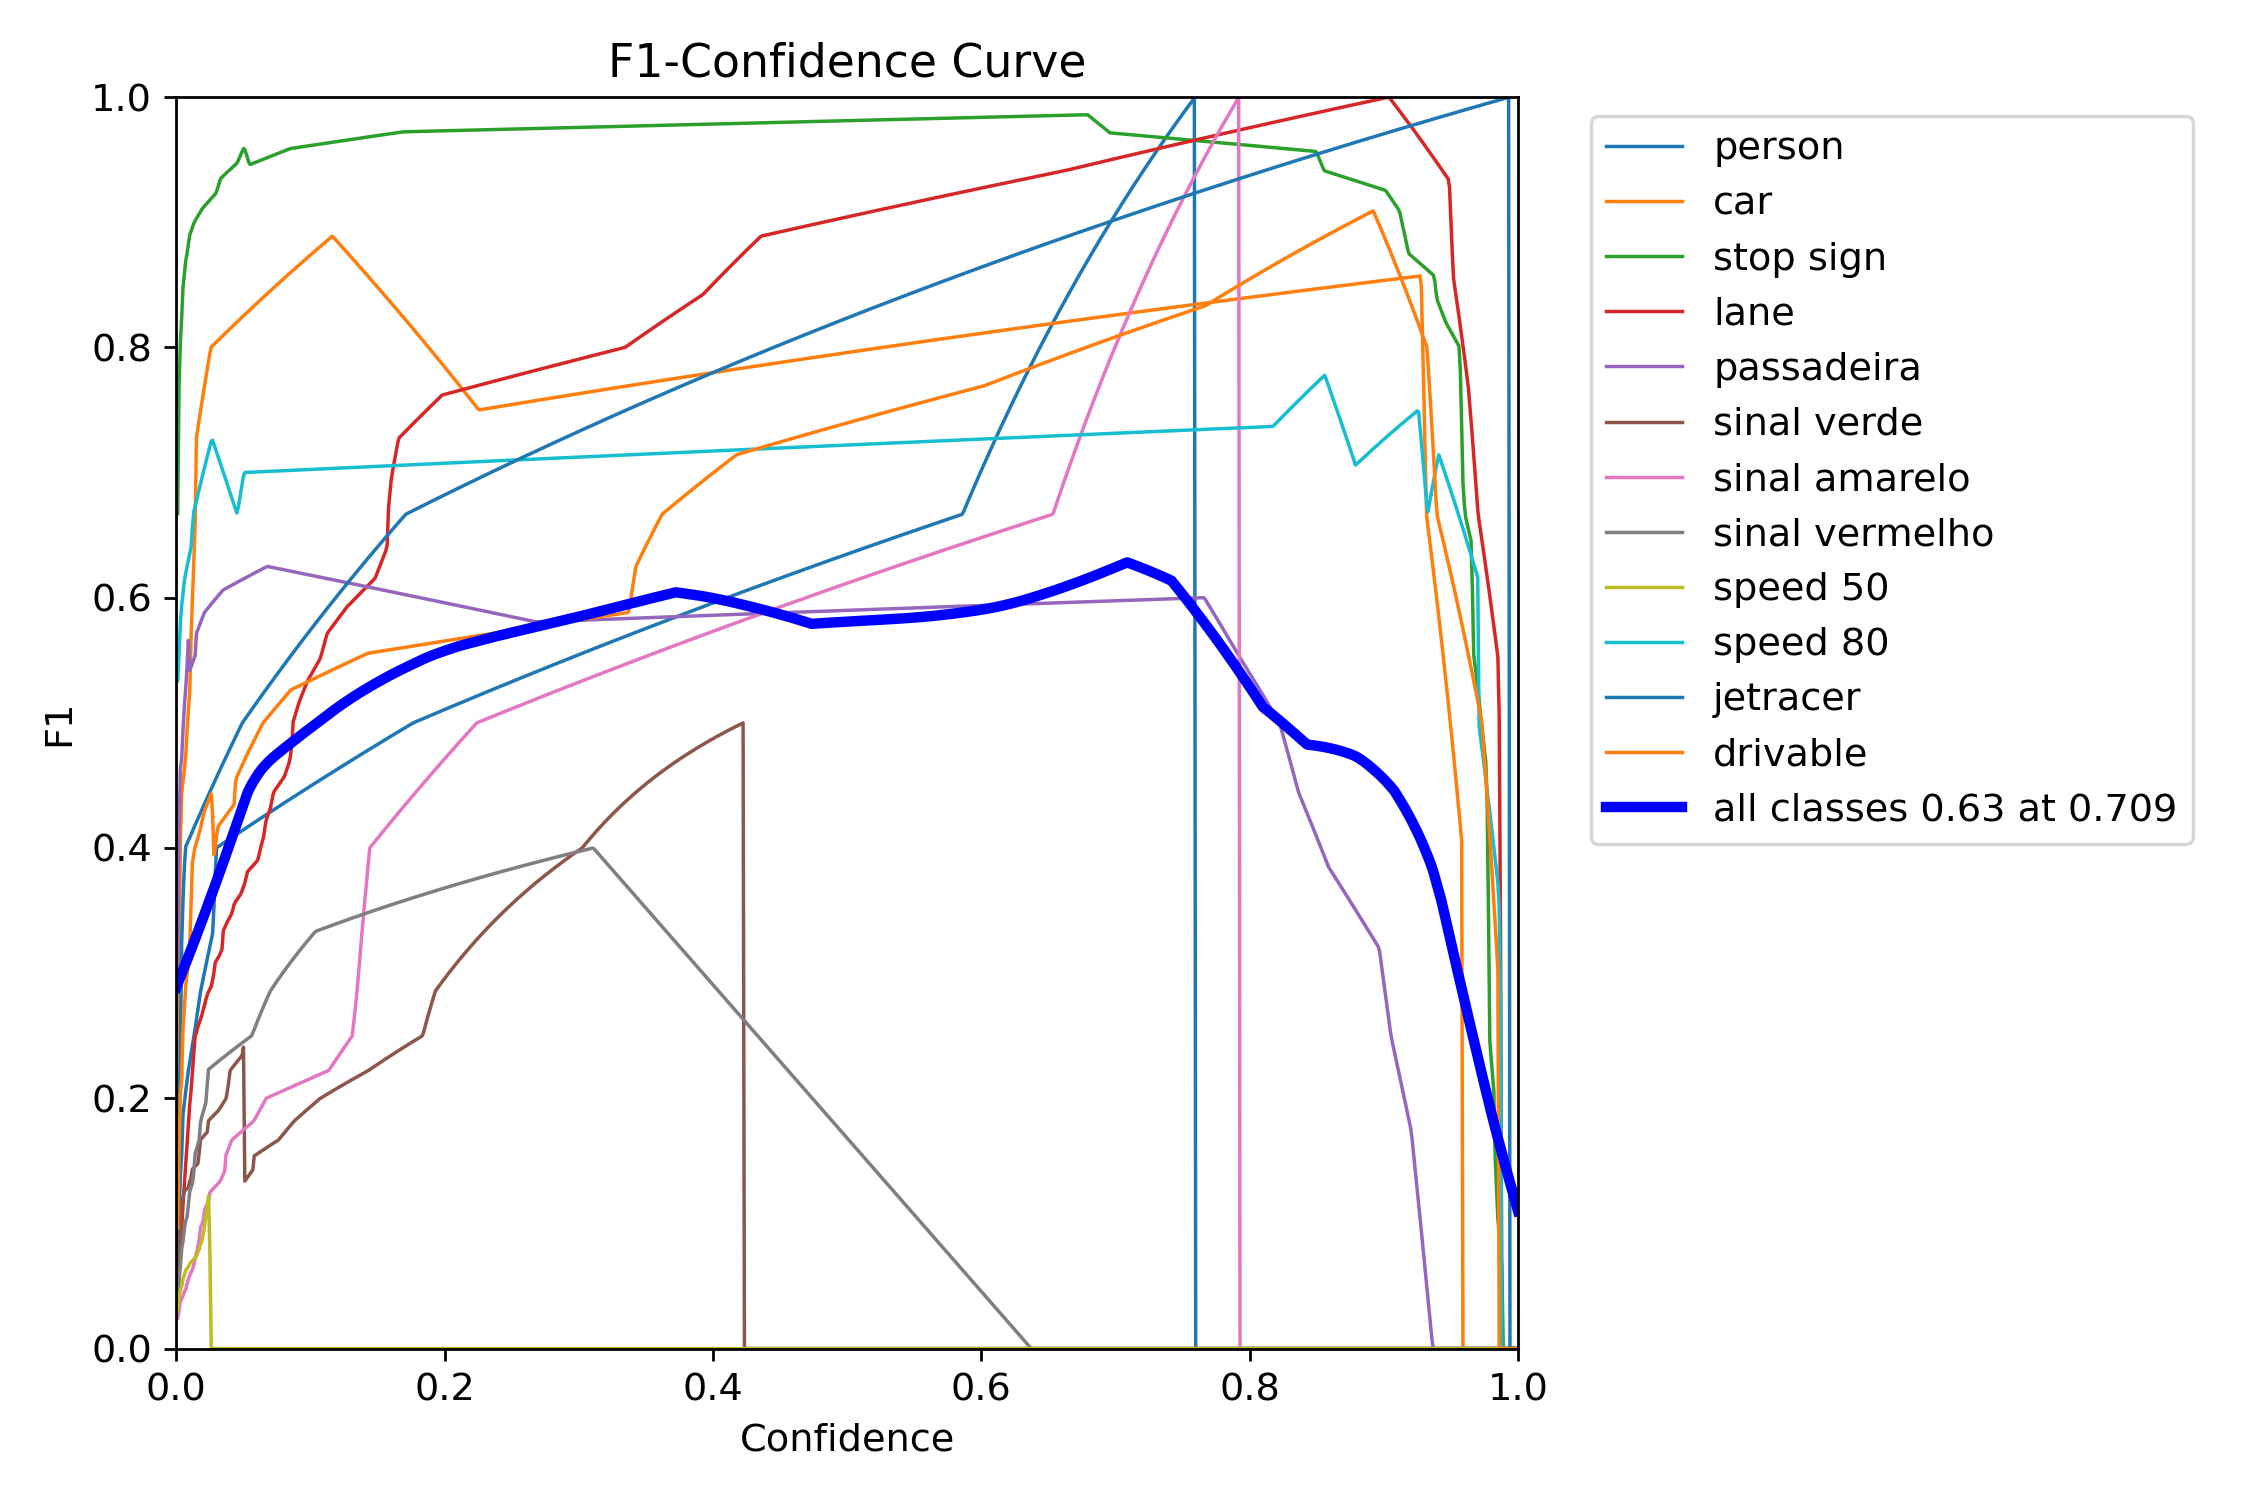 F1-Confidence Curve
1.0
0.8
0.6
0.4
0.2
0.0
F1
0.0 0.2 0.4 0.6 0.8 1.0
Confidence
person
car
stop sign
lane
passadeira
sinal verde
sinal amarelo
sinal vermelho
speed 50
speed 80
jetracer
drivable
all classes 0.63 at 0.709